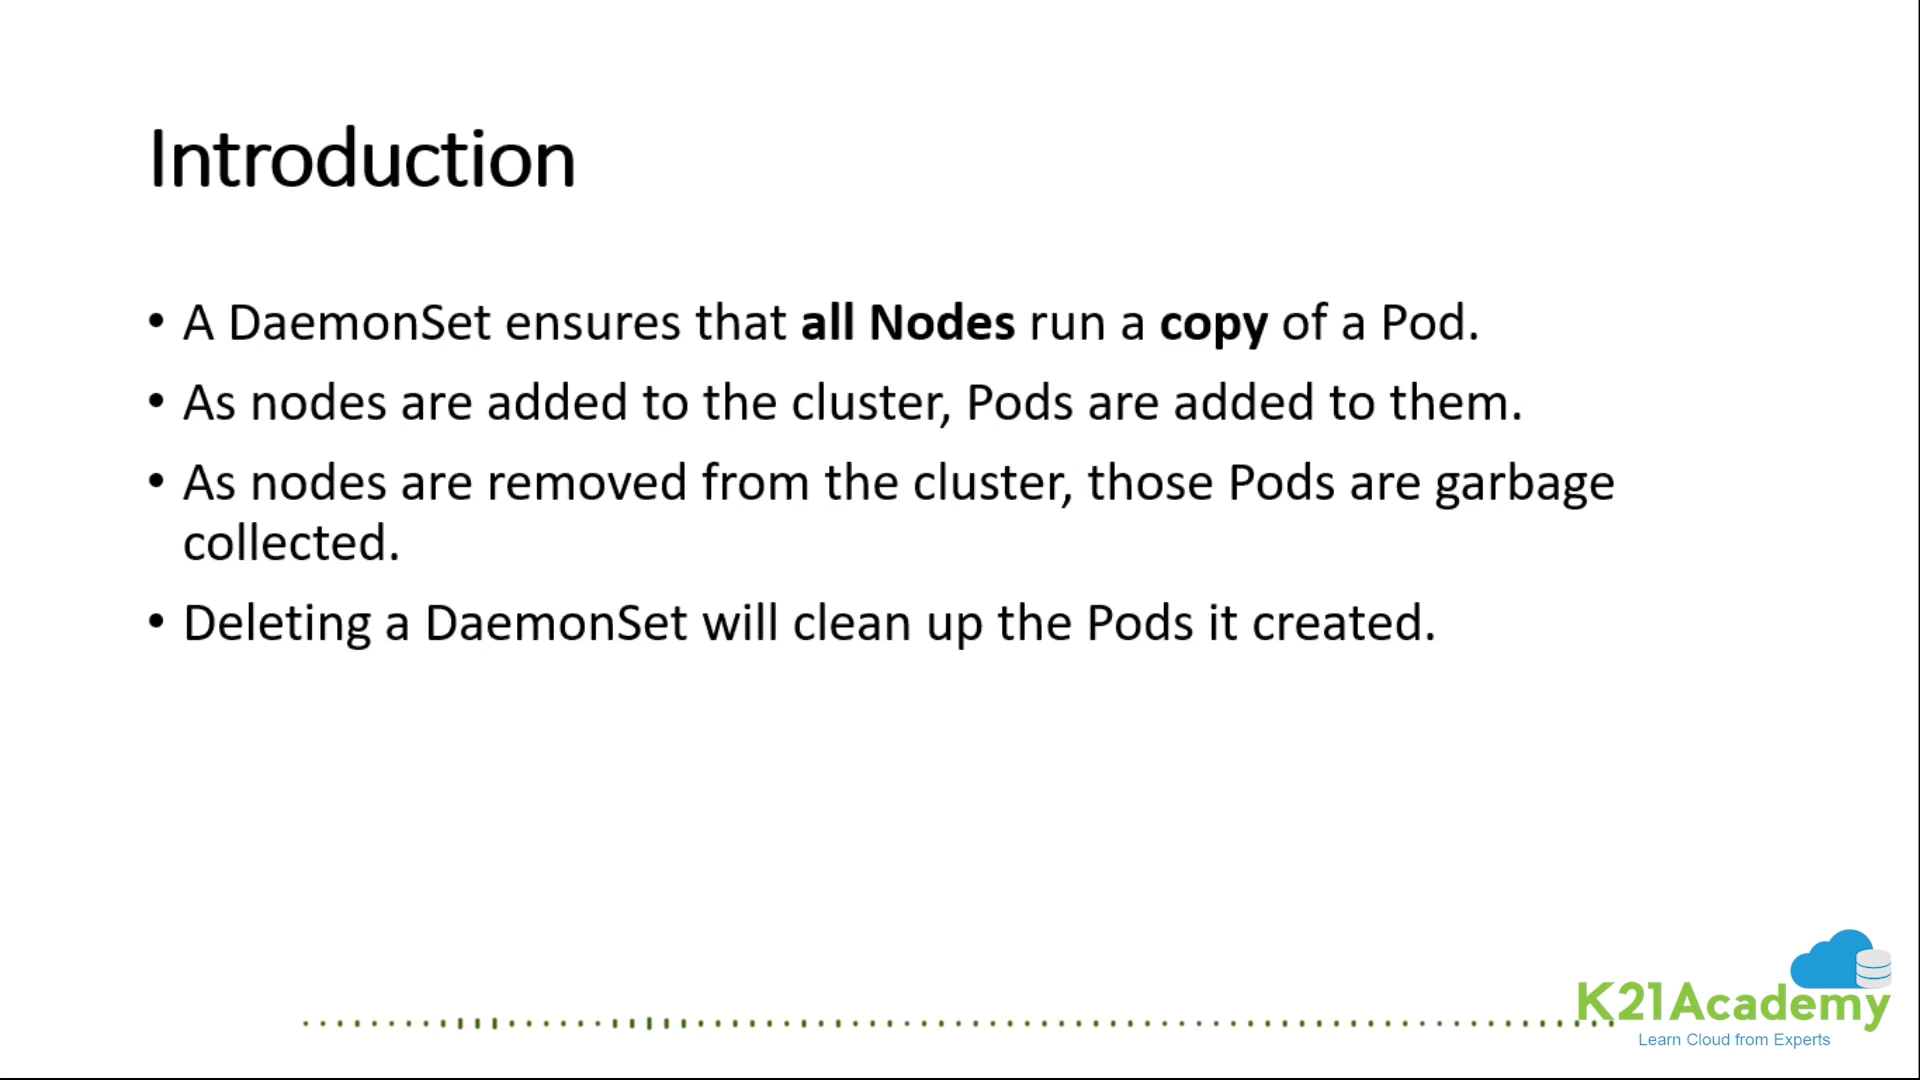 Introduction
• A DaemonSet ensures that all Nodes run a copy of a Pod.
• As nodes are added to the cluster, Pods are added to them.
• As nodes are removed from the cluster, those Pods are garbage
collected.
• Deleting a DaemonSet will clean up the Pods it created.
K21Academy
Learn Cloud from Experts